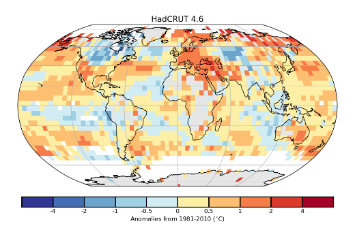 HadCRUT 4.6
-4 -2 -1 -0.5 0 0.5 1 2 4
Anomalies from 1981-2010 (°C)